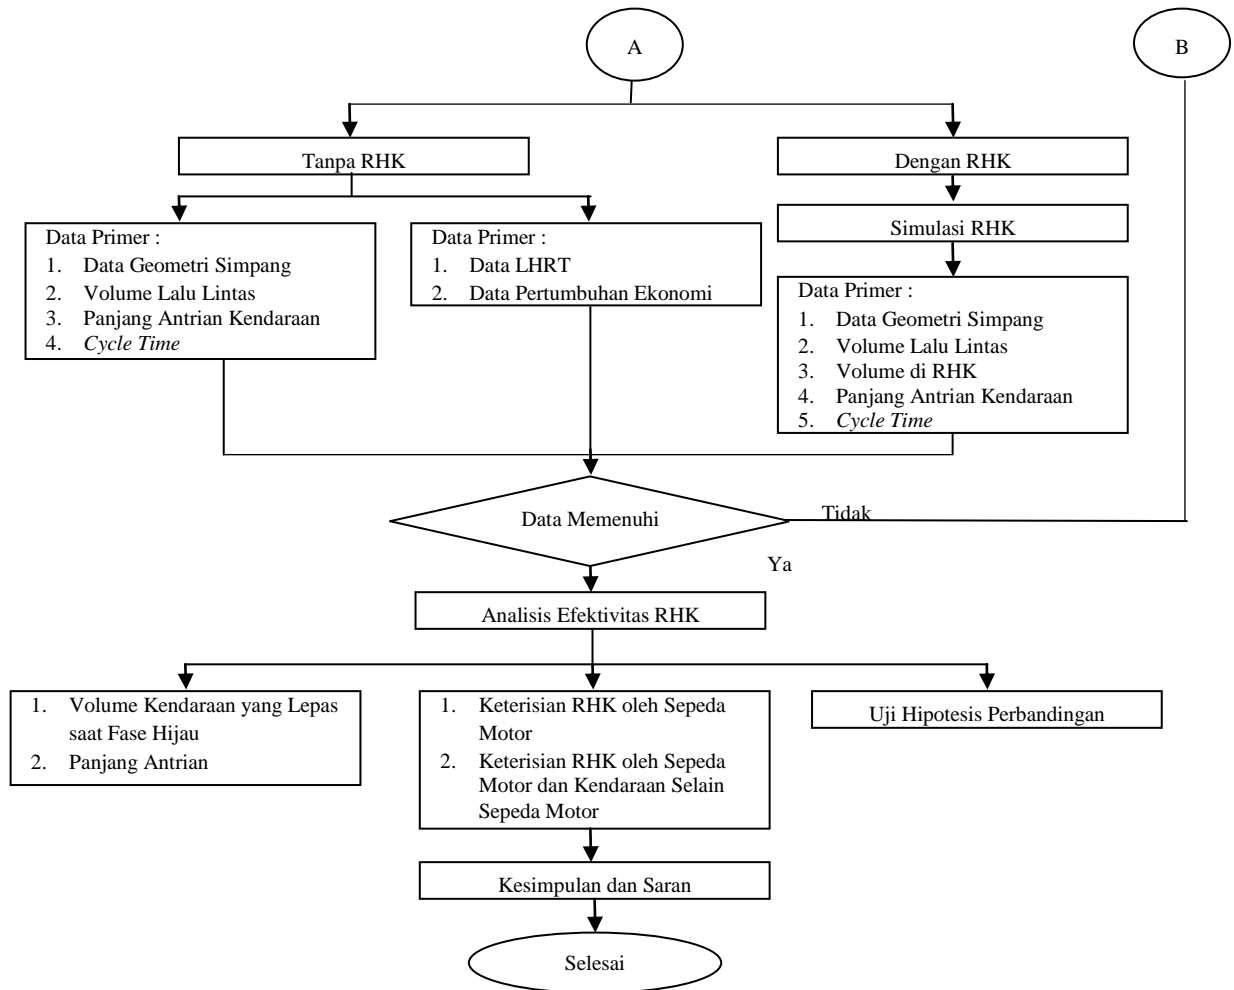 A
B
Tanpa RHK
Dengan RHK
Simulasi RHK
Data Primer :
1. Data Geometri Simpang
2. Volume Lalu Lintas
3. Panjang Antrian Kendaraan
4. Cycle Time
Data Primer :
1. Data LHRT
2. Data Pertumbuhan Ekonomi
Data Primer :
1. Data Geometri Simpang
2. Volume Lalu Lintas
3. Volume di RHK
4. Panjang Antrian Kendaraan
5. Cycle Time
Data Memenuhi
Tidak
Ya
Analisis Efektivitas RHK
1. Volume Kendaraan yang Lepas
saat Fase Hijau
2. Panjang Antrian
1. Keterisian RHK oleh Sepeda
Motor
2. Keterisian RHK oleh Sepeda
Motor dan Kendaraan Selain
Sepeda Motor
Uji Hipotesis Perbandingan
Kesimpulan dan Saran
Selesai